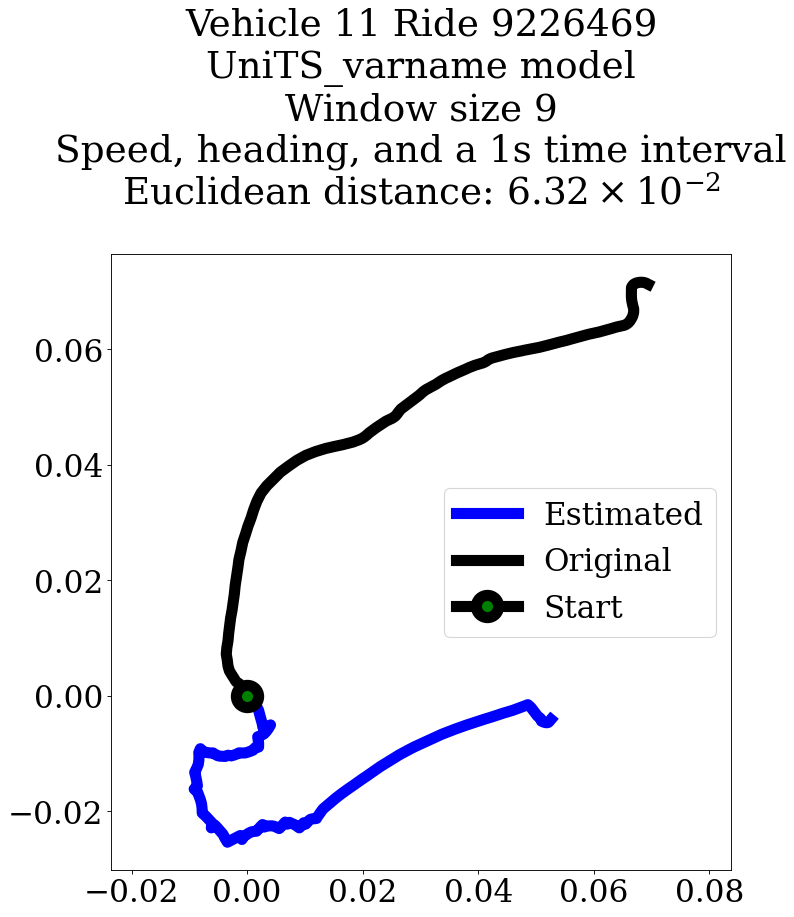 Vehicle 11 Ride 9226469
UniTS_varname model
Window size 9
Speed, heading, and a 1s time interval
Euclidean distance: 6.32 × 10⁻²
0.06
0.04
0.02
0.00
−0.02
Estimated
Original
Start
−0.02 0.00 0.02 0.04 0.06 0.08